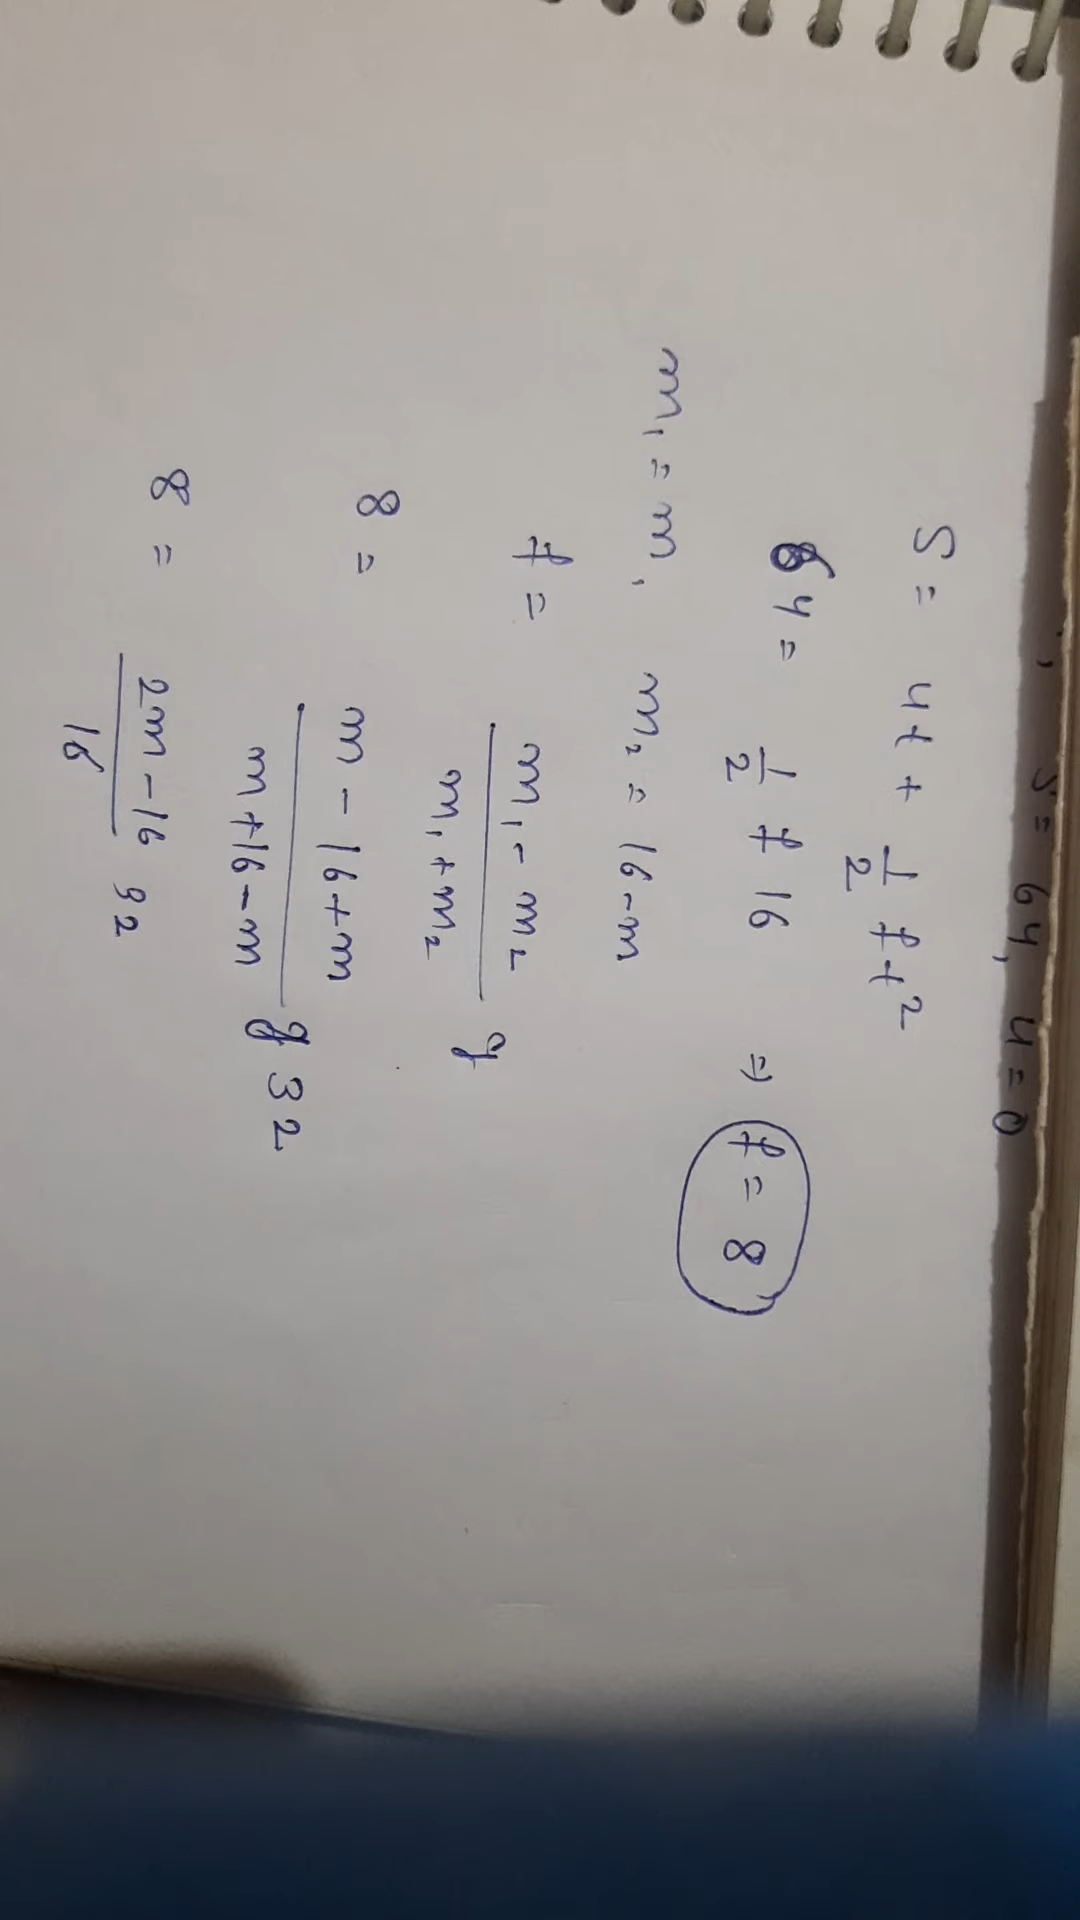 , S = 64, u = 0
S = ut + 1/2 f t²
64 = 1/2 f 16 ⇒ f = 8
m₁ = m, m₂ = 16-m
f = (m₁ - m₂)/(m₁ + m₂) g
8 = (m - 16 + m)/(m + 16 - m) 32
8 = (2m - 16)/16 32